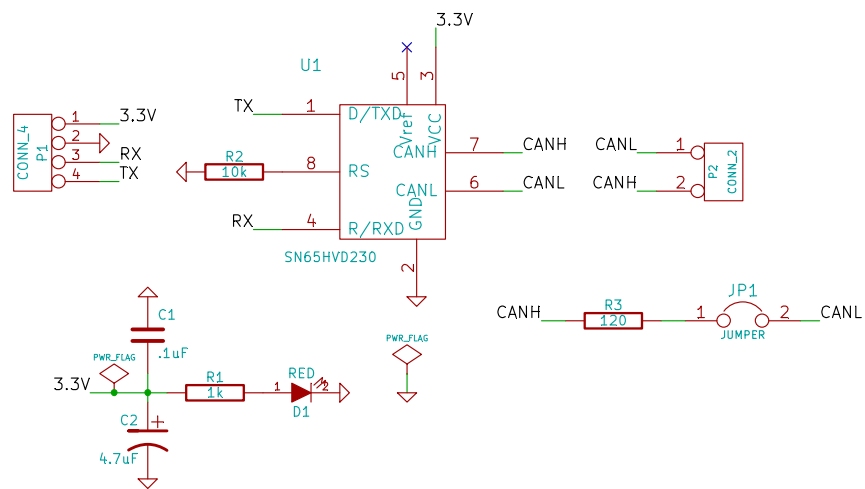 3.3V
U1
5
3
TX
1
D/TXD
Vref
VCC
CONN_4
P1
1
3.3V
2
3
RX
4
TX
R2
10k
8
RS
CANH
7
CANH
CANL
6
CANL
GND
RX
4
R/RXD
2
SN65HVD230
CANL
1
CANH
2
P2
CONN_2
C1
.1uF
PWR_FLAG
3.3V
R1
1k
1
RED
2
D1
C2
4.7uF
PWR_FLAG
CANH
R3
120
1
JP1
2
CANL
JUMPER